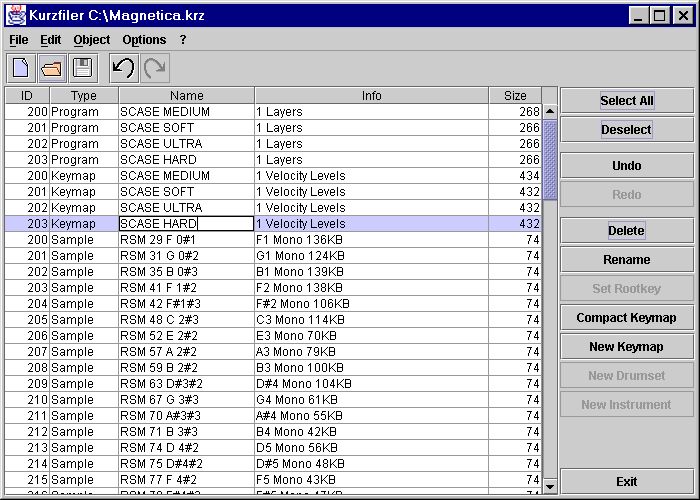 Kurzfiler C:\Magnetica.krz
File Edit Object Options ?
ID Type Name Info Size
200 Program SCASE MEDIUM 1 Layers 268
201 Program SCASE SOFT 1 Layers 266
202 Program SCASE ULTRA 1 Layers 266
203 Program SCASE HARD 1 Layers 266
200 Keymap SCASE MEDIUM 1 Velocity Levels 434
201 Keymap SCASE SOFT 1 Velocity Levels 432
202 Keymap SCASE ULTRA 1 Velocity Levels 432
203 Keymap SCASE HARD 1 Velocity Levels 432
200 Sample RSM 29 F 0#1 F1 Mono 136KB 74
201 Sample RSM 31 G 0#2 G1 Mono 124KB 74
202 Sample RSM 35 B 0#3 B1 Mono 139KB 74
203 Sample RSM 41 F 1#2 F2 Mono 138KB 74
204 Sample RSM 42 F#1#3 F#2 Mono 106KB 74
205 Sample RSM 48 C 2#3 C3 Mono 114KB 74
206 Sample RSM 52 E 2#2 E3 Mono 70KB 74
207 Sample RSM 57 A 2#2 A3 Mono 79KB 74
208 Sample RSM 59 B 2#2 B3 Mono 100KB 74
209 Sample RSM 63 D#3#2 D#4 Mono 104KB 74
210 Sample RSM 67 G 3#3 G4 Mono 61KB 74
211 Sample RSM 70 A#3#3 A#4 Mono 55KB 74
212 Sample RSM 71 B 3#3 B4 Mono 42KB 74
213 Sample RSM 74 D 4#2 D5 Mono 56KB 74
214 Sample RSM 75 D#4#2 D#5 Mono 48KB 74
215 Sample RSM 77 F 4#2 F5 Mono 43KB 74
Select All
Deselect
Undo
Redo
Delete
Rename
Set Rootkey
Compact Keymap
New Keymap
New Drumset
New Instrument
Exit